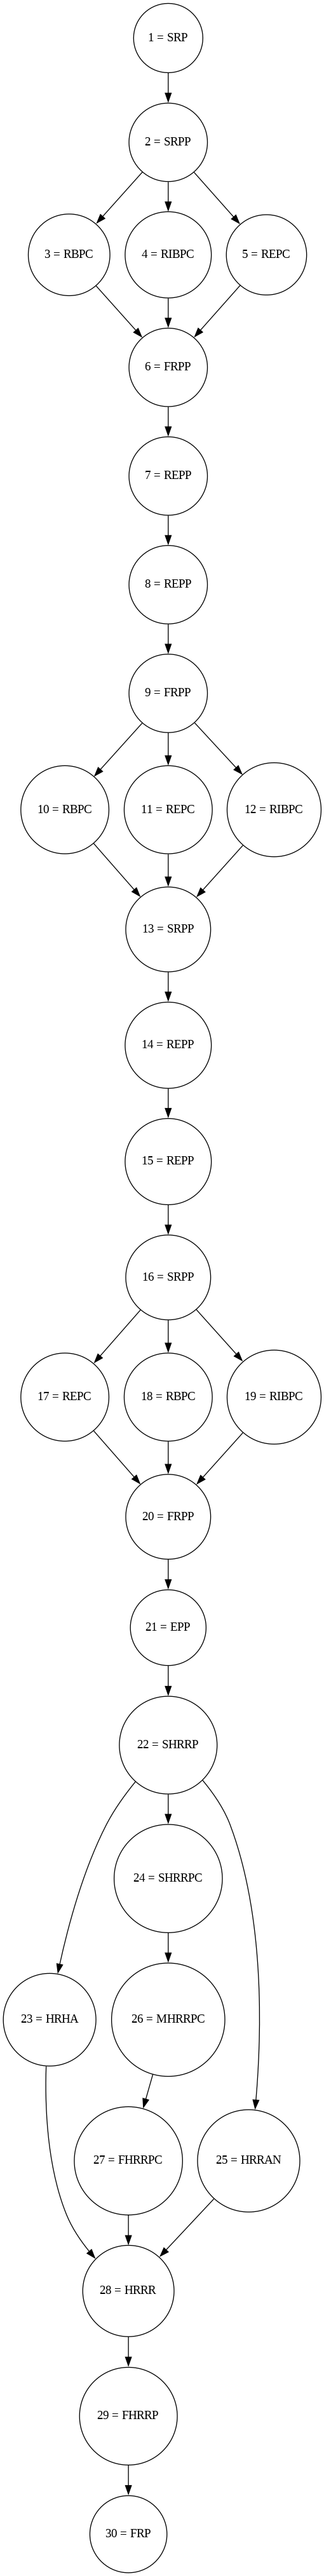 1 = SRP
2 = SRPP
3 = RBPC
4 = RIBPC
5 = REPC
6 = FRPP
7 = REPP
8 = REPP
9 = FRPP
10 = RBPC
11 = REPC
12 = RIBPC
13 = SRPP
14 = REPP
15 = REPP
16 = SRPP
17 = REPC
18 = RBPC
19 = RIBPC
20 = FRPP
21 = EPP
22 = SHRRP
24 = SHRRPC
23 = HRHA
26 = MHRRPC
27 = FHRRPC
25 = HRRAN
28 = HRRR
29 = FHRRP
30 = FRP